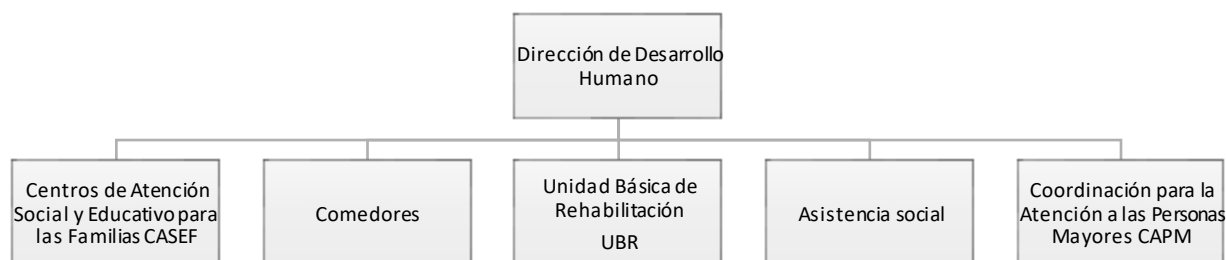 Dirección de Desarrollo
Humano
Centros de Atención
Social y Educativo para
las Familias CASEF
Comedores
Unidad Básica de
Rehabilitación
UBR
Asistencia social
Coordinación para la
Atención a las Personas
Mayores CAPM